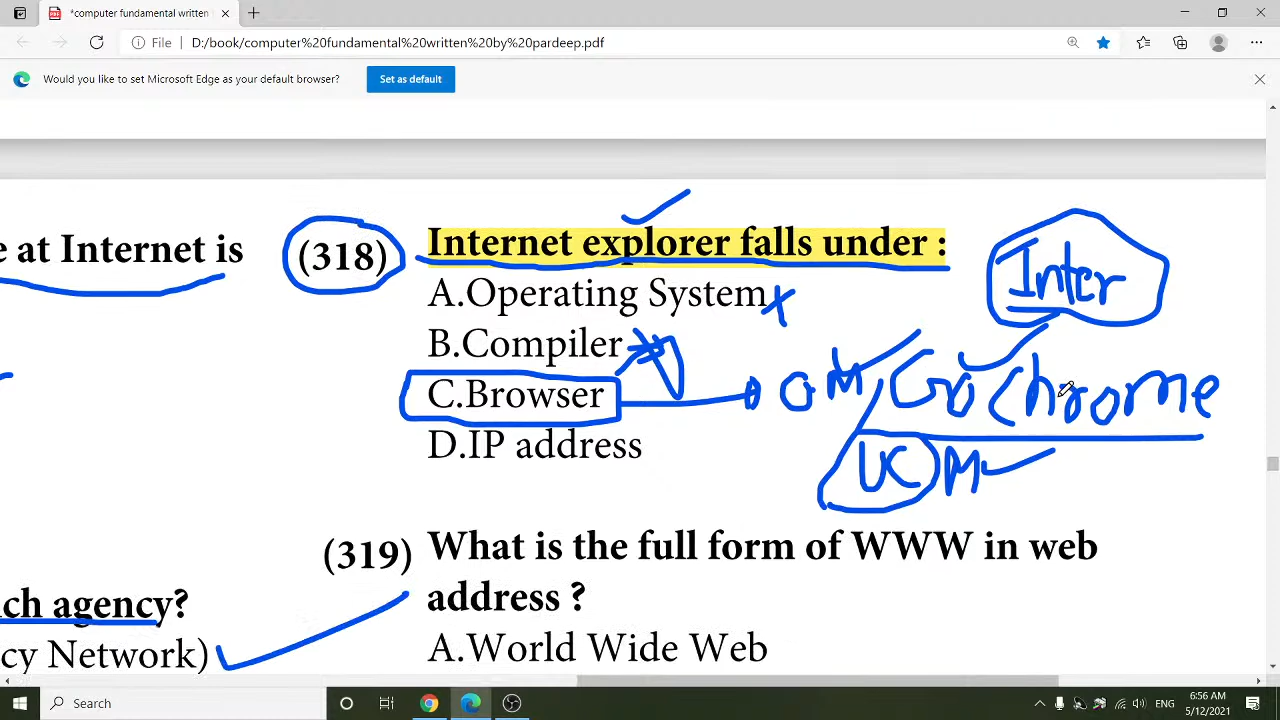 *computer fundamental written
File D:/book/computer%20fundamental%20written%20by%20pardeep.pdf
Would you like to set Microsoft Edge as your default browser? Set as default
e at Internet is
(318) Internet explorer falls under :
A.Operating System
B.Compiler
C.Browser
D.IP address
Inter
OM, Go Chrome
UC M
(319) What is the full form of WWW in web
address ?
A.World Wide Web
ch agency?
cy Network)
Search
ENG
6:56 AM
5/12/2021